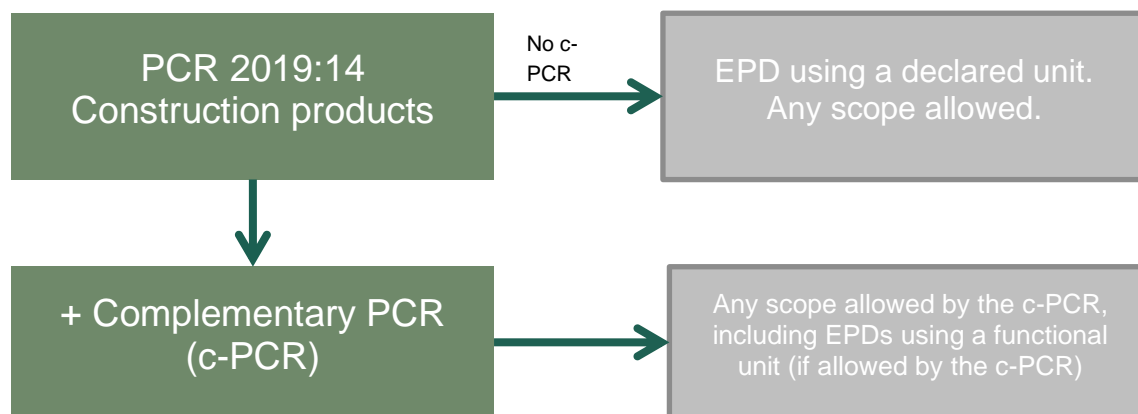 PCR 2019:14
Construction products
No c-
PCR
EPD using a declared unit.
Any scope allowed.
+ Complementary PCR
(c-PCR)
Any scope allowed by the c-PCR,
including EPDs using a functional
unit (if allowed by the c-PCR)